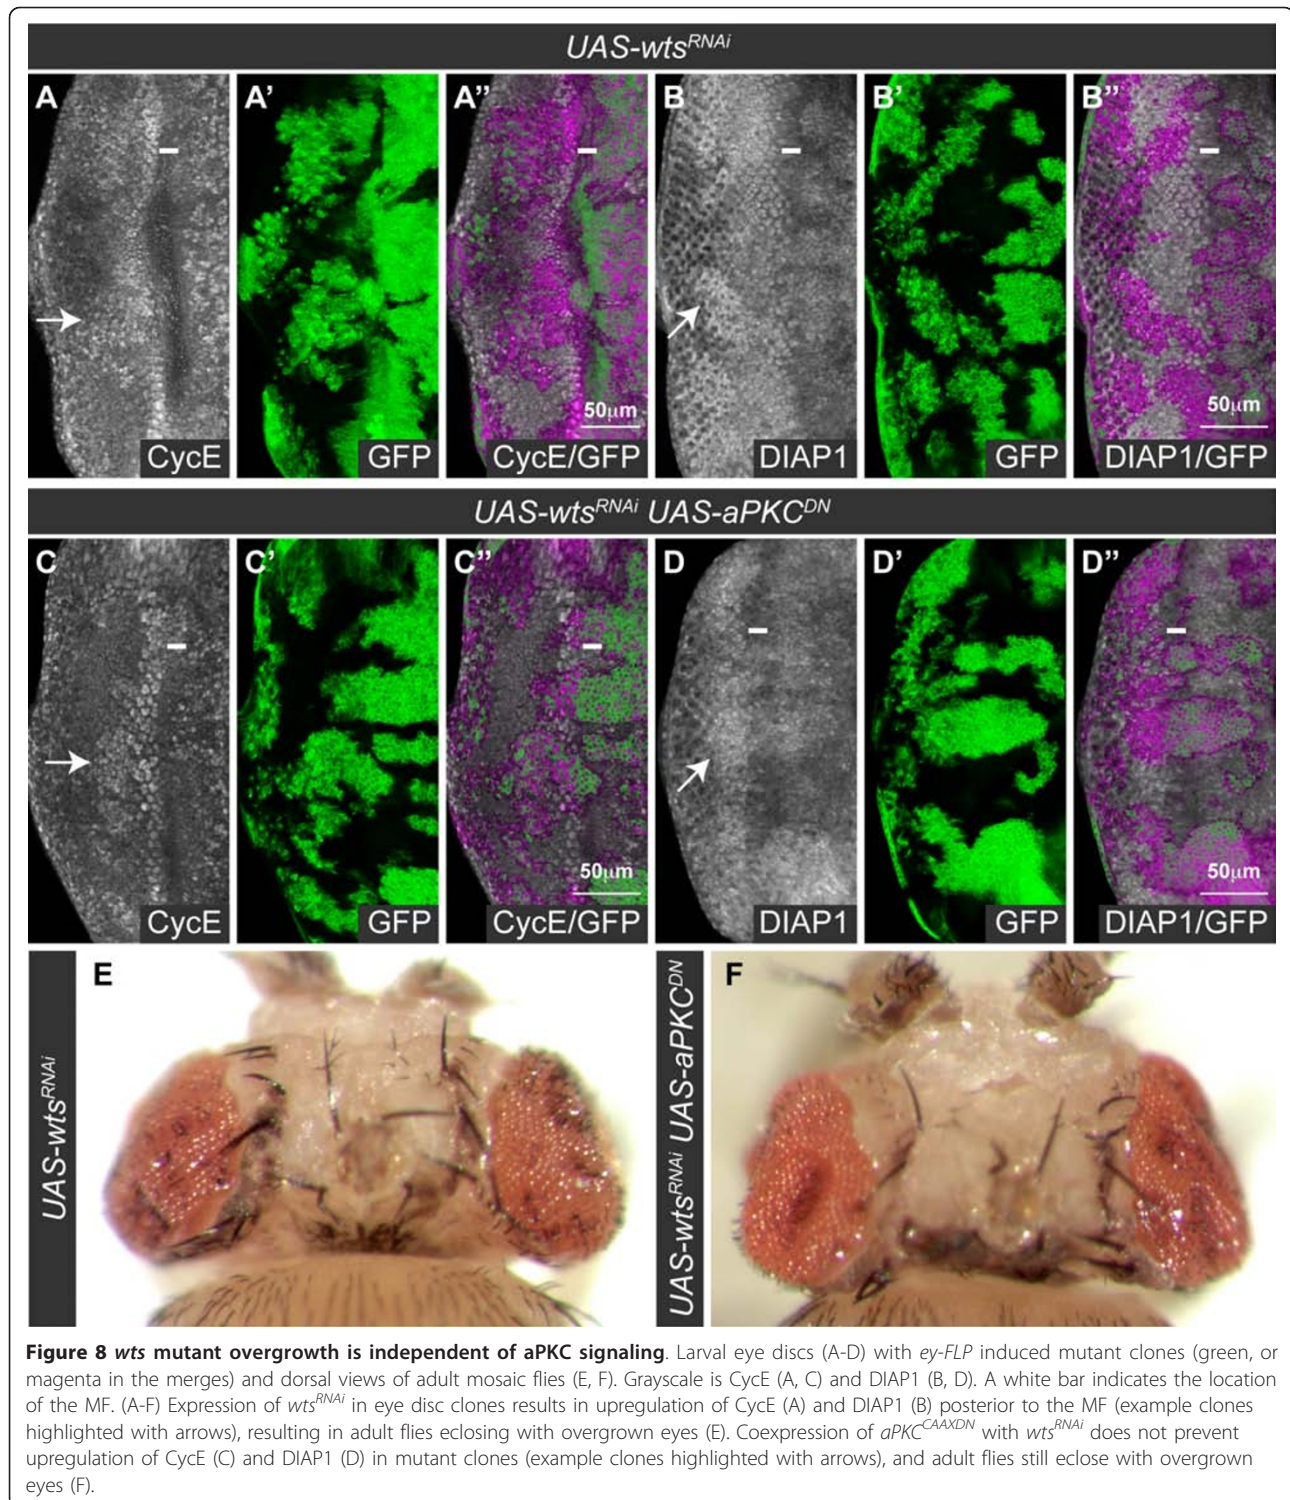 UAS-wtsRNAi
A A' A" B B' B"
50μm 50μm
CycE GFP CycE/GFP DIAP1 GFP DIAP1/GFP
UAS-wtsRNAi UAS-aPKCDN
C C' C" D D' D"
50μm 50μm
CycE GFP CycE/GFP DIAP1 GFP DIAP1/GFP
UAS-wtsRNAi
E
UAS-wtsRNAi UAS-aPKCDN
F
Figure 8 wts mutant overgrowth is independent of aPKC signaling. Larval eye discs (A-D) with ey-FLP induced mutant clones (green, or
magenta in the merges) and dorsal views of adult mosaic flies (E, F). Grayscale is CycE (A, C) and DIAP1 (B, D). A white bar indicates the location
of the MF. (A-F) Expression of wtsRNAi in eye disc clones results in upregulation of CycE (A) and DIAP1 (B) posterior to the MF (example clones
highlighted with arrows), resulting in adult flies eclosing with overgrown eyes (E). Coexpression of aPKCCAAXDN with wtsRNAi does not prevent
upregulation of CycE (C) and DIAP1 (D) in mutant clones (example clones highlighted with arrows), and adult flies still eclose with overgrown
eyes (F).